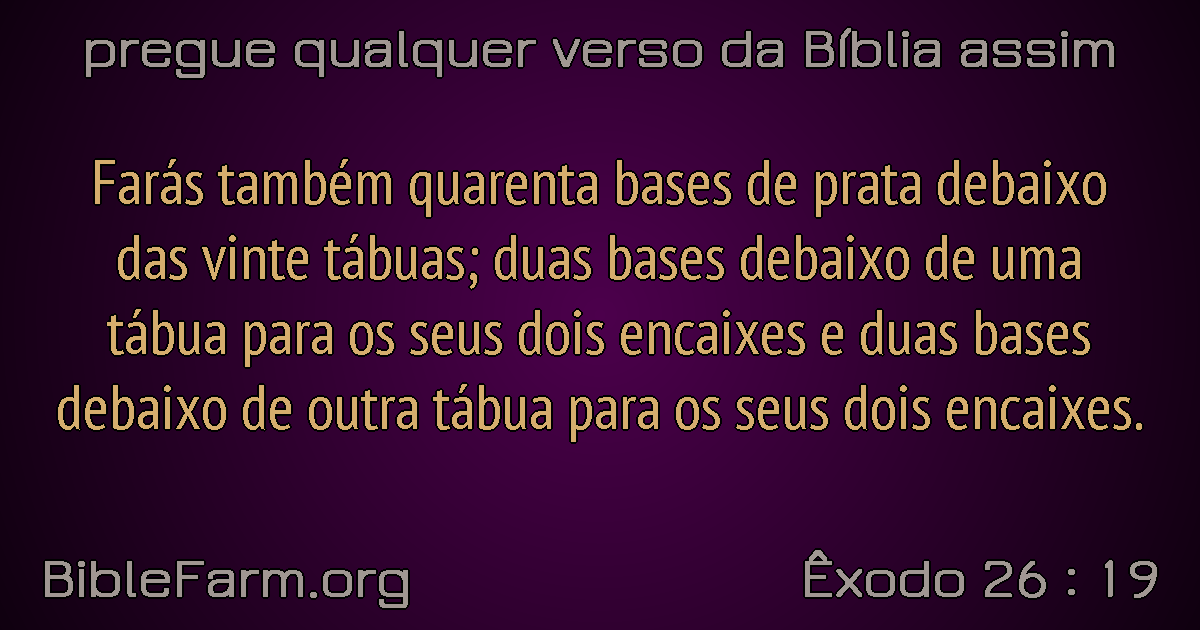 pregue qualquer verso da Bíblia assim
Farás também quarenta bases de prata debaixo
das vinte tábuas; duas bases debaixo de uma
tábua para os seus dois encaixes e duas bases
debaixo de outra tábua para os seus dois encaixes.
BibleFarm.org
Êxodo 26 : 19